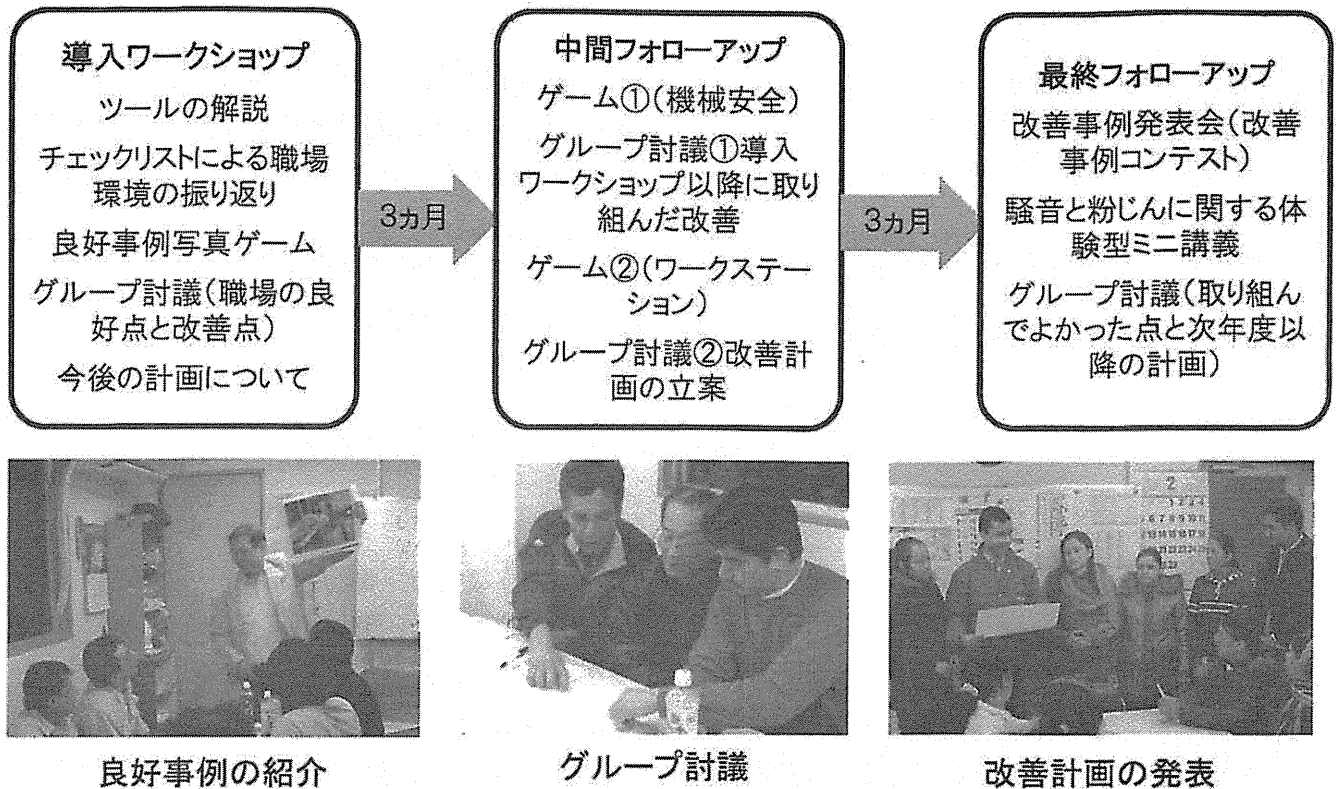 導入ワークショップ
ツールの解説
チェックリストによる職場
環境の振り返り
良好事例写真ゲーム
グループ討議(職場の良
好点と改善点)
今後の計画について
3ヵ月
中間フォローアップ
ゲーム①(機械安全)
グループ討議①導入
ワークショップ以降に取り
組んだ改善
ゲーム②(ワークステー
ション)
グループ討議②改善計
画の立案
3ヵ月
最終フォローアップ
改善事例発表会(改善
事例コンテスト)
騒音と粉じんに関する体
験型ミニ講義
グループ討議(取り組ん
でよかった点と次年度以
降の計画)
2
良好事例の紹介
グループ討議
改善計画の発表